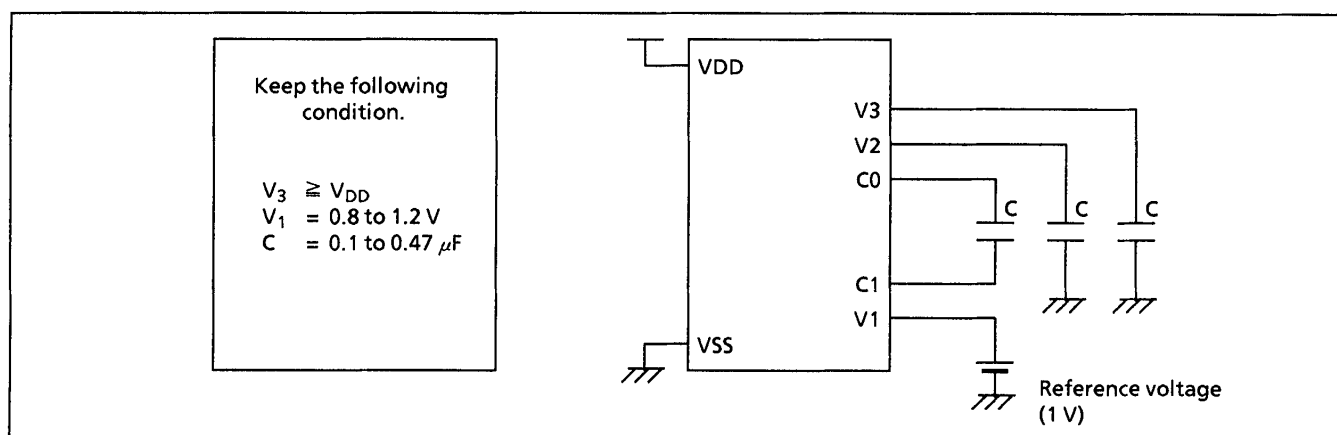 Keep the following
condition.
V3 ≧ VDD
V1 = 0.8 to 1.2 V
C = 0.1 to 0.47 μF
VDD
V3
V2
C0
C C C
C1
V1
VSS
Reference voltage
(1 V)